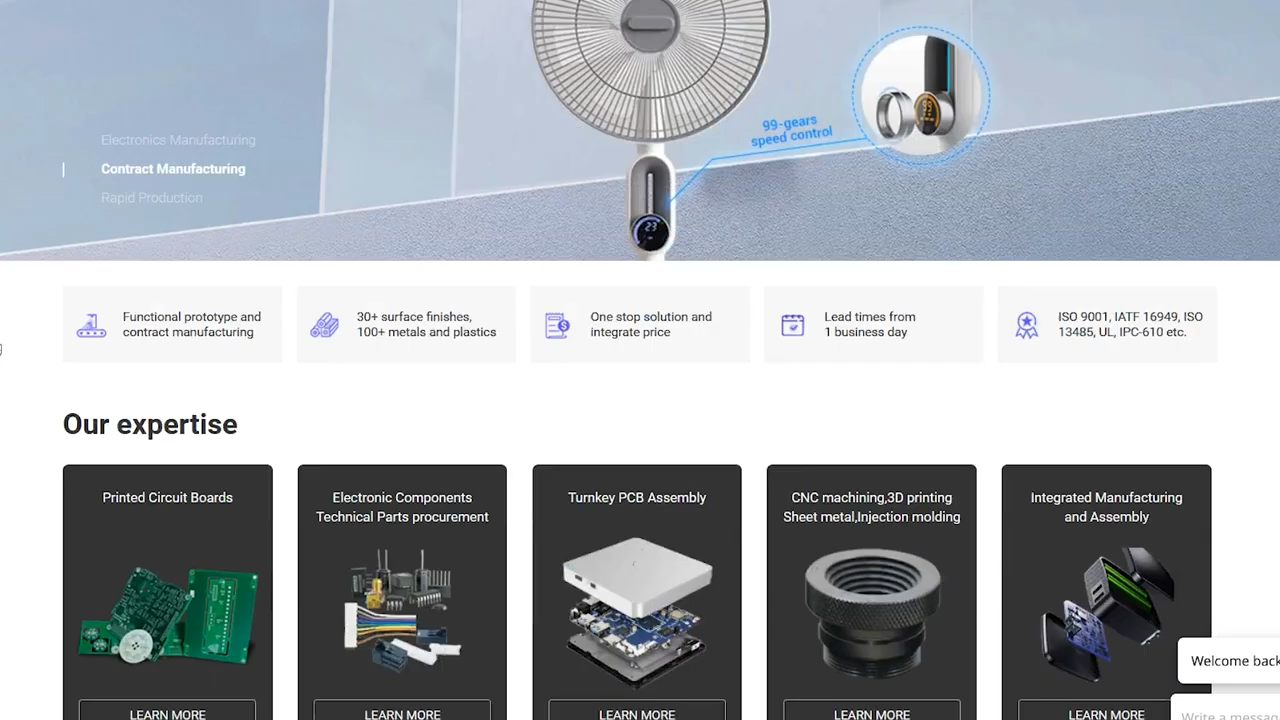 99-gears
speed control
Electronics Manufacturing
Contract Manufacturing
Rapid Production
23
Functional prototype and
contract manufacturing
30+ surface finishes,
100+ metals and plastics
One stop solution and
integrate price
Lead times from
1 business day
ISO 9001, IATF 16949, ISO
13485, UL, IPC-610 etc.
Our expertise
Printed Circuit Boards
LEARN MORE
Electronic Components
Technical Parts procurement
LEARN MORE
Turnkey PCB Assembly
LEARN MORE
CNC machining,3D printing
Sheet metal,Injection molding
LEARN MORE
Integrated Manufacturing
and Assembly
LEARN MORE
Welcome back
Write a messag